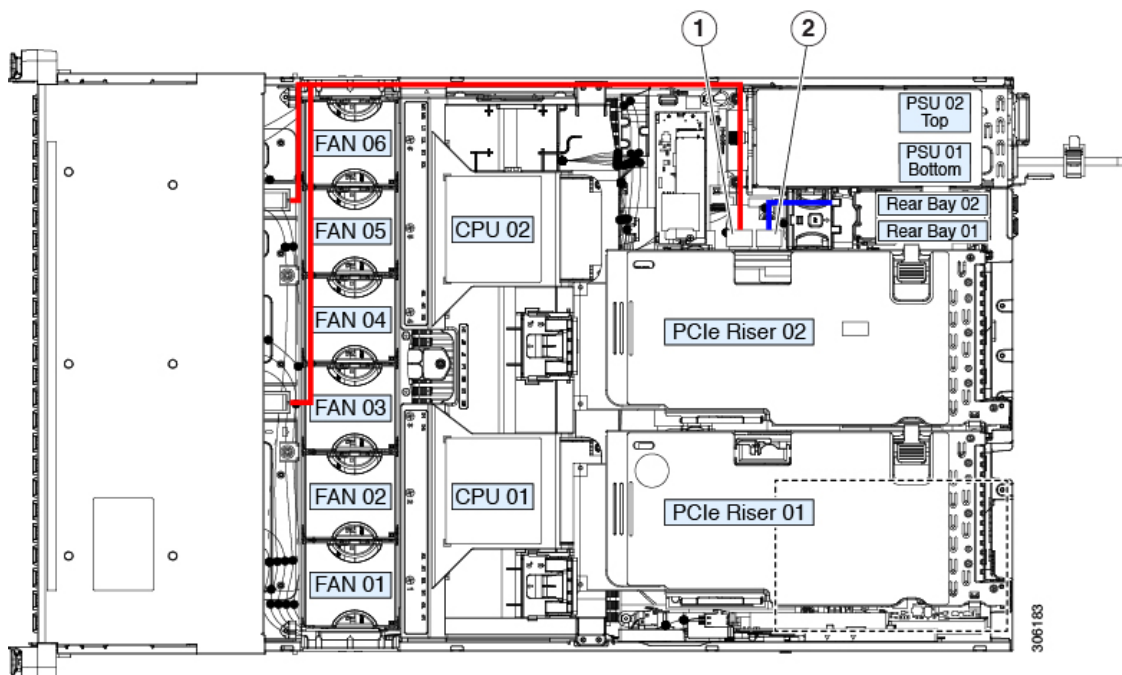 1
2
PSU 02
Top
PSU 01
Bottom
Rear Bay 02
Rear Bay 01
FAN 06
FAN 05
FAN 04
FAN 03
FAN 02
FAN 01
CPU 02
CPU 01
PCIe Riser 02
PCIe Riser 01
306183